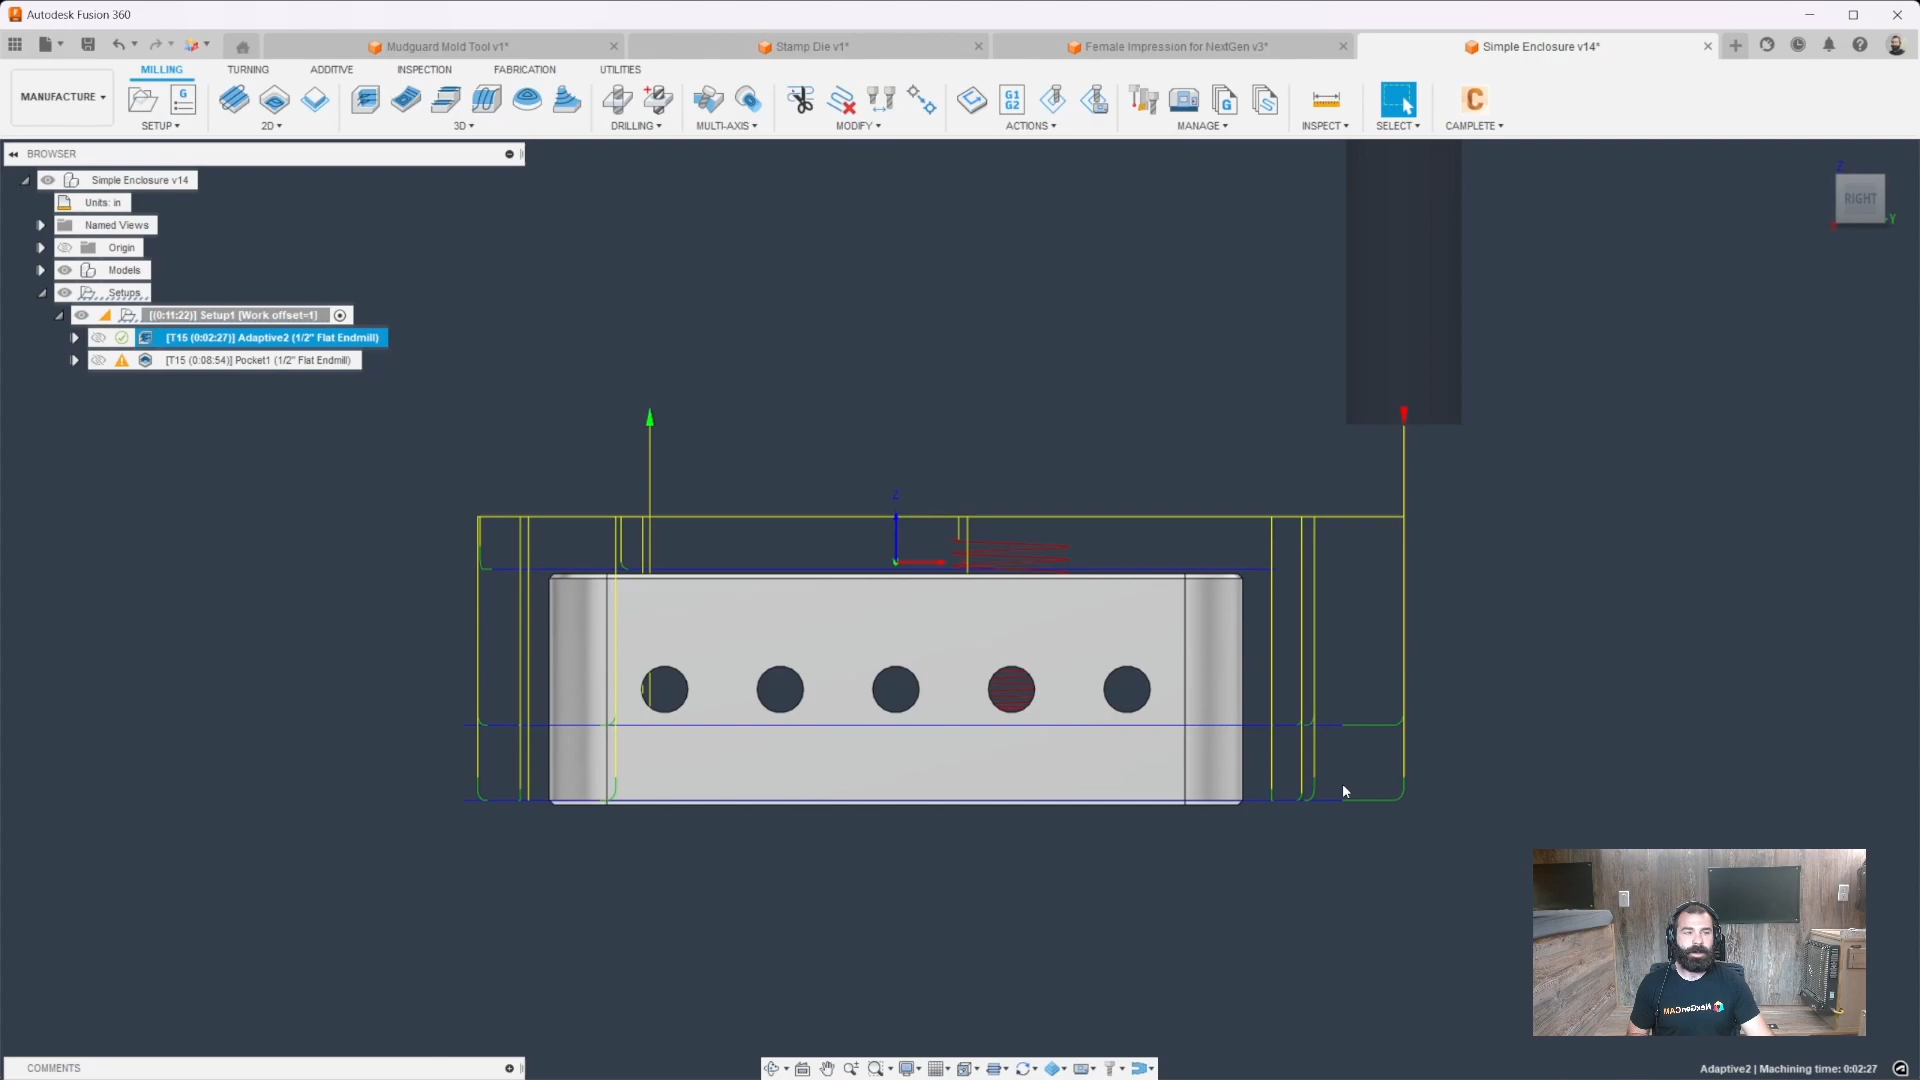 Autodesk Fusion 360
Mudguard Mold Tool v1*
Stamp Die v1*
Female Impression for NextGen v3*
Simple Enclosure v14*
MILLING
TURNING
ADDITIVE
INSPECTION
FABRICATION
UTILITIES
MANUFACTURE
G
G1
G2
G
C
SETUP
2D
3D
DRILLING
MULTI-AXIS
MODIFY
ACTIONS
MANAGE
INSPECT
SELECT
COMPLETE
BROWSER
Simple Enclosure v14
Units: in
Named Views
Origin
Models
Setups
[(0:11:22)] Setup1 [Work offset=1]
[T15 (0:02:27)] Adaptive2 (1/2" Flat Endmill)
[T15 (0:08:54)] Pocket1 (1/2" Flat Endmill)
Z
RIGHT
Y
Z
COMMENTS
Adaptive2 | Machining time: 0:02:27